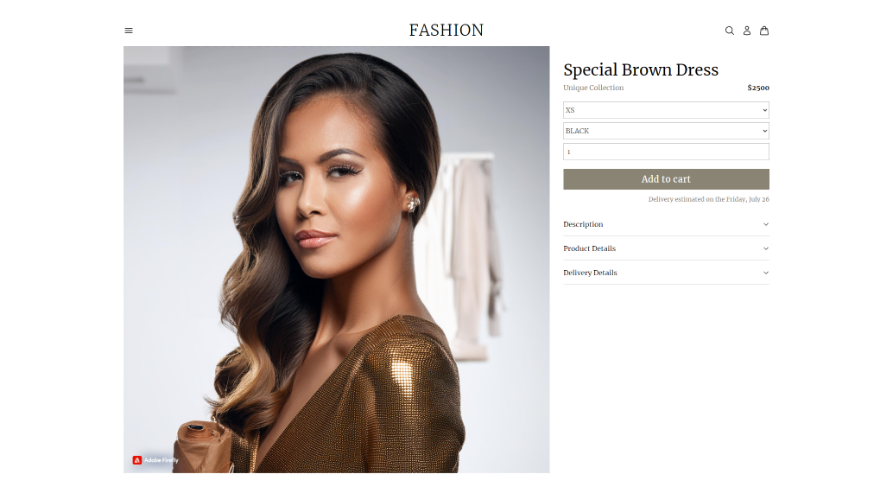 FASHION
Special Brown Dress
Unique Collection $2500
XS
BLACK
1
Add to cart
Delivery estimated on the Friday, July 26
Description
Product Details
Delivery Details
Adobe Firefly